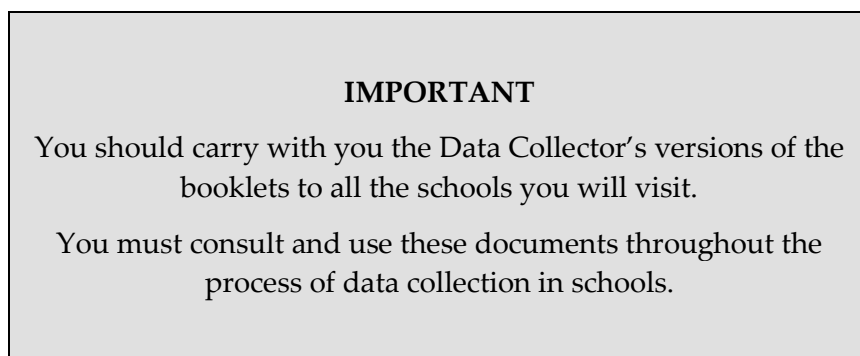 IMPORTANT
You should carry with you the Data Collector’s versions of the
booklets to all the schools you will visit.
You must consult and use these documents throughout the
process of data collection in schools.